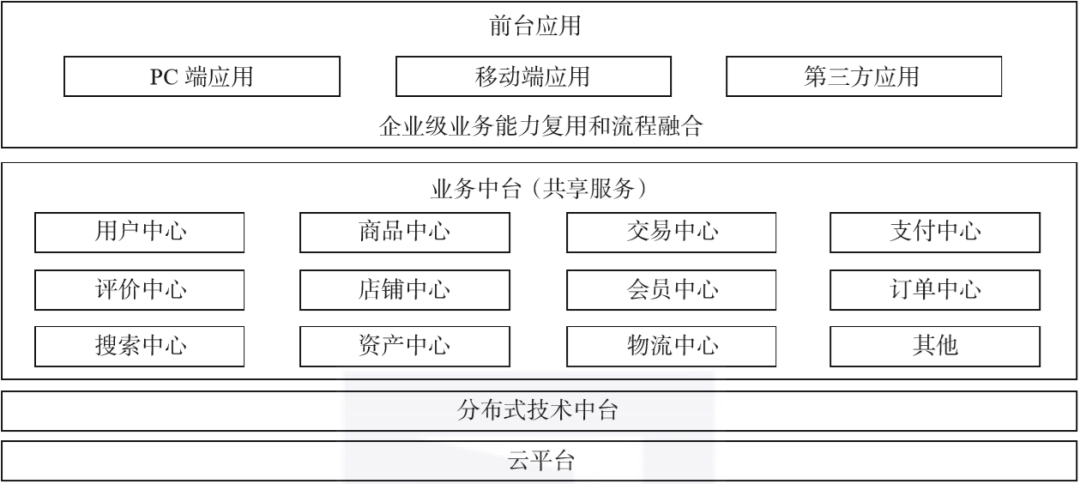 前台应用
PC 端应用 移动端应用 第三方应用
企业级业务能力复用和流程融合
业务中台（共享服务）
用户中心 商品中心 交易中心 支付中心
评价中心 店铺中心 会员中心 订单中心
搜索中心 资产中心 物流中心 其他
分布式技术中台
云平台